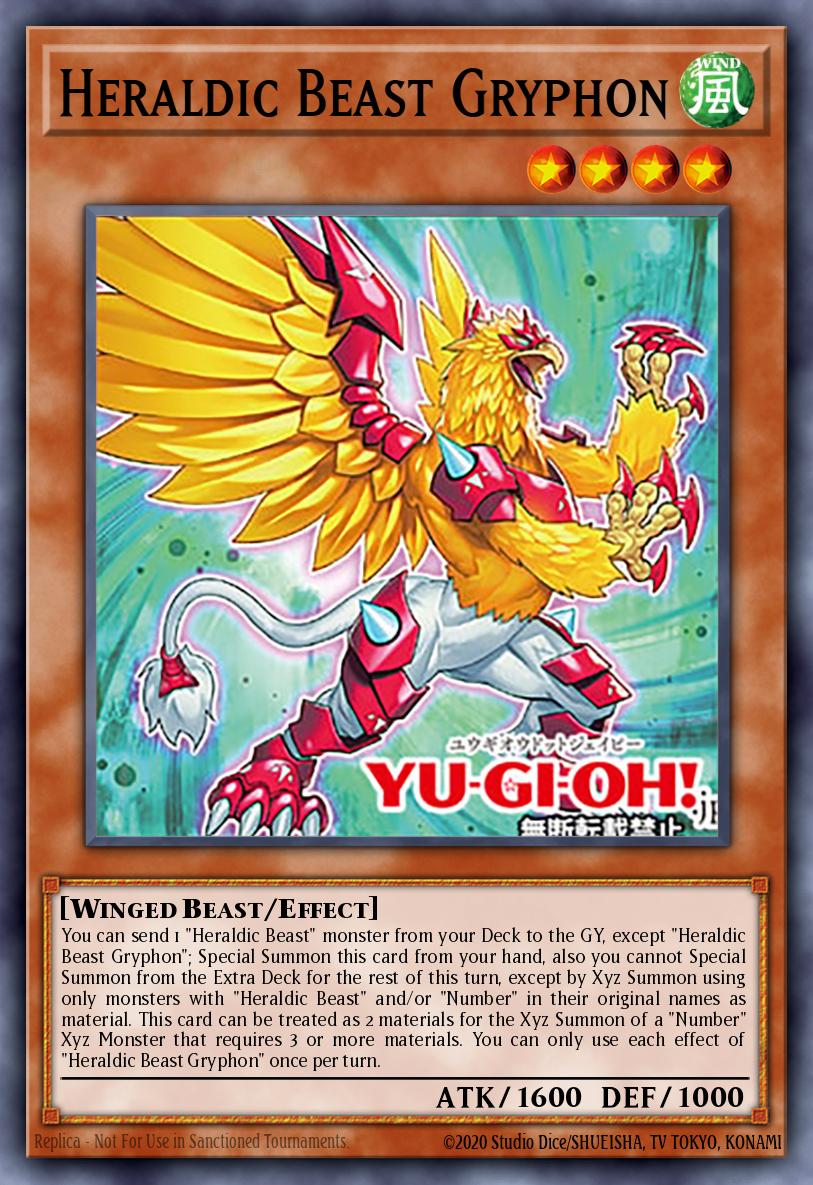 Heraldic Beast Gryphon
WIND
風
ユウギオウドットジェイピー
YU-GI-OH!
.JP
無断転載禁止
[Winged Beast/Effect]
You can send 1 "Heraldic Beast" monster from your Deck to the GY, except "Heraldic
Beast Gryphon"; Special Summon this card from your hand, also you cannot Special
Summon from the Extra Deck for the rest of this turn, except by Xyz Summon using
only monsters with "Heraldic Beast" and/or "Number" in their original names as
material. This card can be treated as 2 materials for the Xyz Summon of a "Number"
Xyz Monster that requires 3 or more materials. You can only use each effect of
"Heraldic Beast Gryphon" once per turn.
ATK/1600 DEF/1000
Replica - Not For Use in Sanctioned Tournaments.
©2020 Studio Dice/SHUEISHA, TV TOKYO, KONAMI